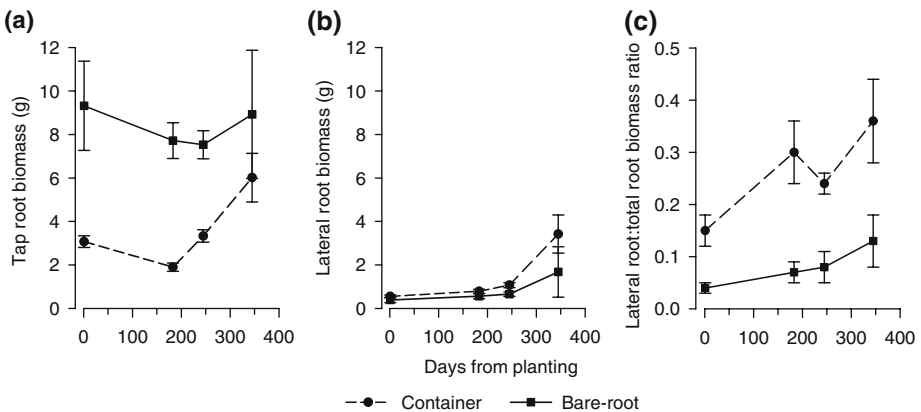 (a)
Tap root biomass (g)
12
10
8
6
4
2
0
0 100 200 300 400
(b)
Lateral root biomass (g)
12
10
8
6
4
2
0
0 100 200 300 400
Days from planting
(c)
Lateral root:total root biomass ratio
0.5
0.4
0.3
0.2
0.1
0.0
0 100 200 300 400
Container Bare-root